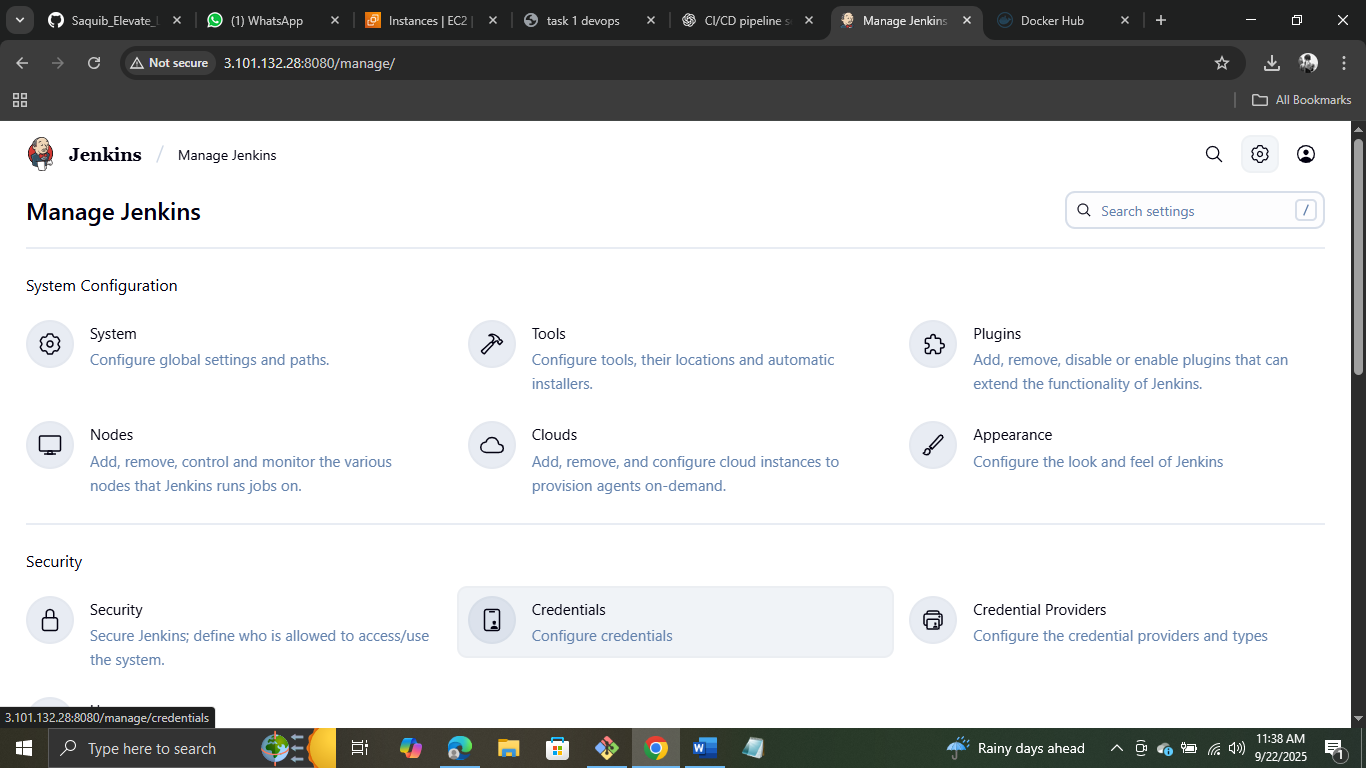 Saquib_Elevate_
(1) WhatsApp
Instances | EC2 |
task 1 devops
CI/CD pipeline s
Manage Jenkins
Docker Hub
Not secure
3.101.132.28:8080/manage/
All Bookmarks
Jenkins / Manage Jenkins
Manage Jenkins
Search settings
/
System Configuration
System
Configure global settings and paths.
Tools
Configure tools, their locations and automatic
installers.
Plugins
Add, remove, disable or enable plugins that can
extend the functionality of Jenkins.
Nodes
Add, remove, control and monitor the various
nodes that Jenkins runs jobs on.
Clouds
Add, remove, and configure cloud instances to
provision agents on-demand.
Appearance
Configure the look and feel of Jenkins
Security
Security
Secure Jenkins; define who is allowed to access/use
the system.
Credentials
Configure credentials
Credential Providers
Configure the credential providers and types
3.101.132.28:8080/manage/credentials
Type here to search
Rainy days ahead
11:38 AM
9/22/2025
1